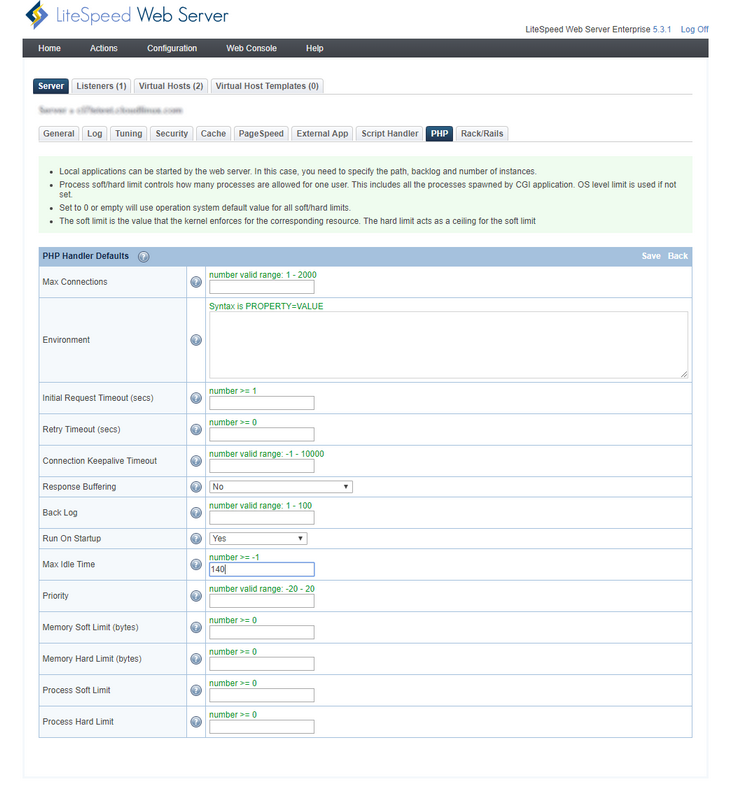 LiteSpeed Web Server
LiteSpeed Web Server Enterprise 5.3.1 Log Off
Home Actions Configuration Web Console Help
Server Listeners (1) Virtual Hosts (2) Virtual Host Templates (0)
General Log Tuning Security Cache PageSpeed External App Script Handler PHP Rack/Rails
Local applications can be started by the web server. In this case, you need to specify the path, backlog and number of instances.
Process soft/hard limit controls how many processes are allowed for one user. This includes all the processes spawned by CGI application. OS level limit is used if not
set.
Set to 0 or empty will use operation system default value for all soft/hard limits.
The soft limit is the value that the kernel enforces for the corresponding resource. The hard limit acts as a ceiling for the soft limit
PHP Handler Defaults ? Save Back
number valid range: 1 - 2000
Max Connections ?
Syntax is PROPERTY=VALUE
Environment ?
number >= 1
Initial Request Timeout (secs) ?
number >= 0
Retry Timeout (secs) ?
number valid range: -1 - 10000
Connection Keepalive Timeout ?
Response Buffering ? No
number valid range: 1 - 100
Back Log ?
Run On Startup ? Yes
number >= -1
Max Idle Time ? 140
number valid range: -20 - 20
Priority ?
number >= 0
Memory Soft Limit (bytes) ?
number >= 0
Memory Hard Limit (bytes) ?
number >= 0
Process Soft Limit ?
number >= 0
Process Hard Limit ?